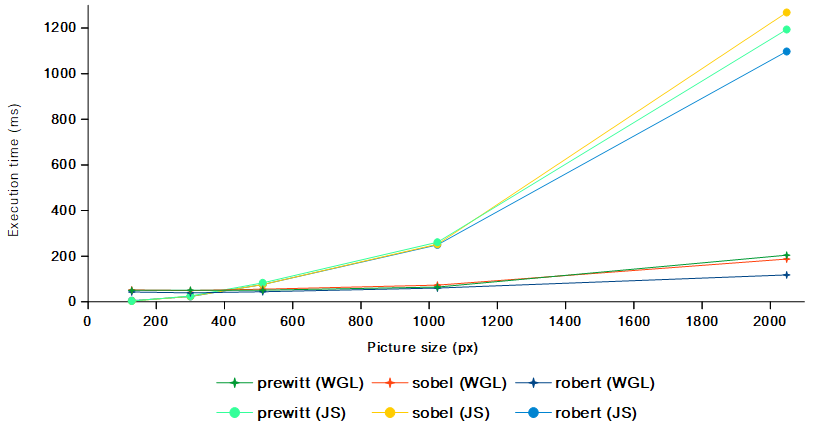 1200
1000
800
600
400
200
0
Execution time (ms)
0 200 400 600 800 1000 1200 1400 1600 1800 2000
Picture size (px)
prewitt (WGL) sobel (WGL) robert (WGL)
prewitt (JS) sobel (JS) robert (JS)